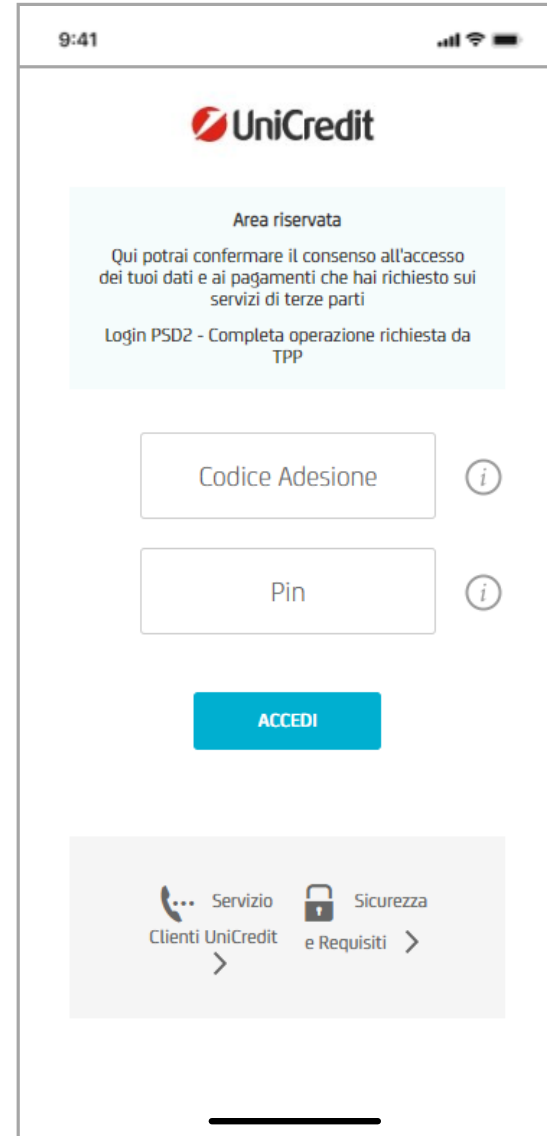 9:41
UniCredit
Area riservata
Qui potrai confermare il consenso all'accesso
dei tuoi dati e ai pagamenti che hai richiesto sui
servizi di terze parti
Login PSD2 - Completa operazione richiesta da
TPP
Codice Adesione
i
Pin
i
ACCEDI
Servizio
Clienti UniCredit
Sicurezza
e Requisiti